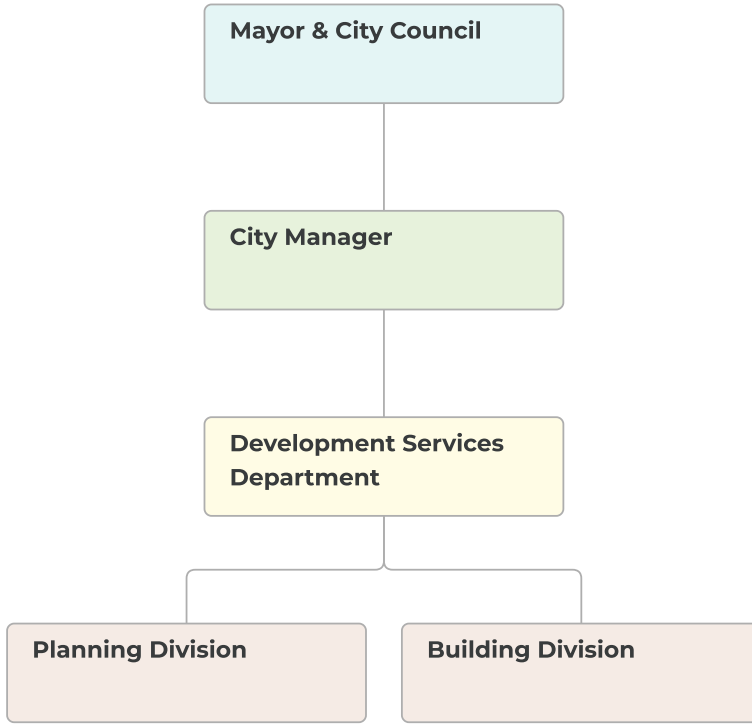 Mayor & City Council
City Manager
Development Services
Department
Planning Division
Building Division